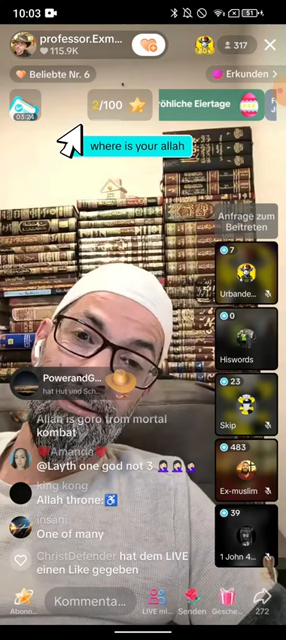 10:03
51
professor.Exm...
115.9K
317
Beliebte Nr. 6
Erkunden
03:24
2/100
röhliche Eiertage
where is your allah
Anfrage zum
Beitreten
7
Urbande...
0
Hiswords
PowerandG...
hat Hut und Sch...
23
Skip
Allah is goro from mortal
kombat
Amanda
@Layth one god not 3
483
Ex-muslim
king kong
Allah throne:
insani
One of many
39
1 John 4...
ChristDefender hat dem LIVE
einen Like gegeben
Abonn...
Kommenta...
LIVE mi...
Senden
Gesche...
272